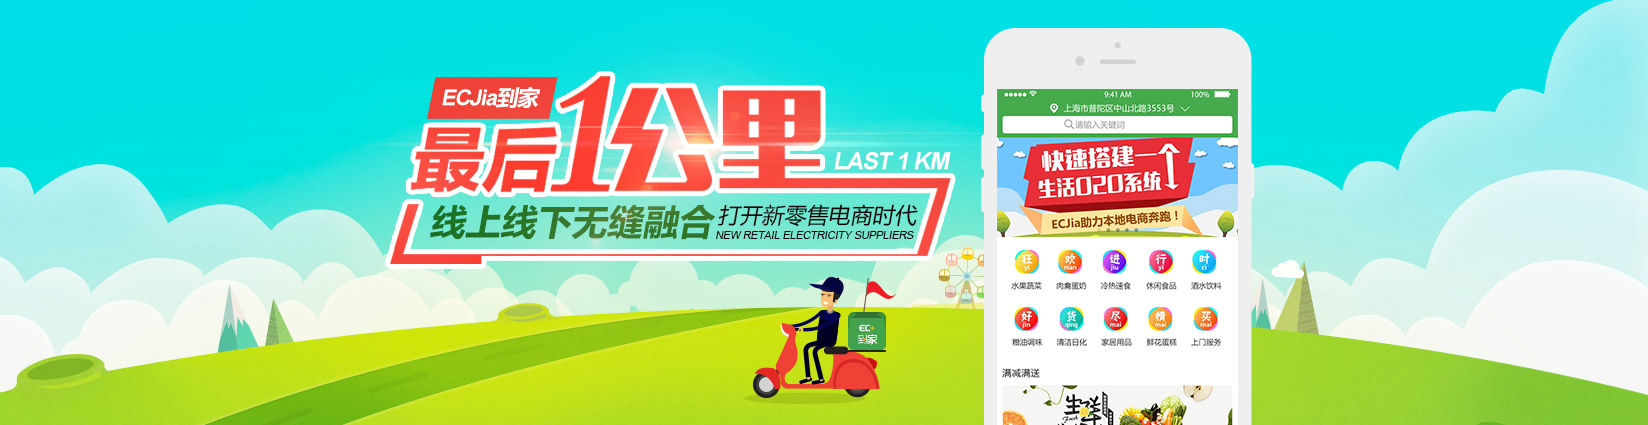 ECJia到家
最后1公里
LAST 1 KM
线上线下无缝融合
打开新零售电商时代
NEW RETAIL ELECTRICITY SUPPLIERS
EC+
到家
9:41 AM
100%
上海市普陀区中山北路3553号
请输入关键词
快速搭建一个
生活O2O系统
ECJia助力本地电商奔跑！
狂 欢 进 行 时
yi nian jiu yi ci
水果蔬菜 肉禽蛋奶 冷热速食 休闲食品 酒水饮料
好 货 尽 情 买
jin qing mai mai mai
粮油调味 清洁日化 家居用品 鲜花蛋糕 上门服务
满减满送
生鲜
Fresh